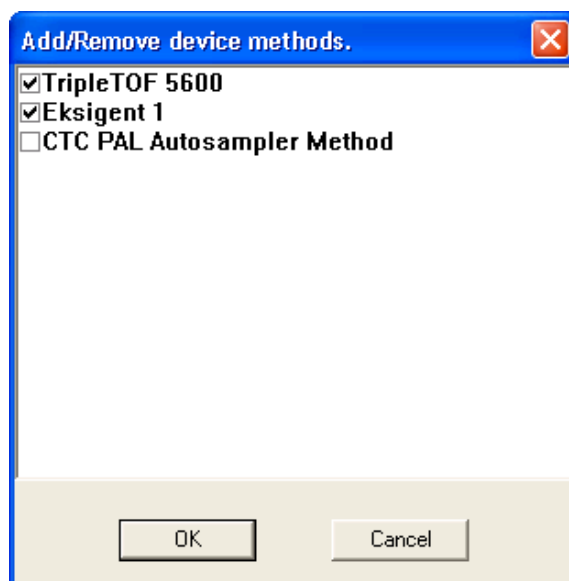 Add/Remove device methods.
TripleTOF 5600
Eksigent 1
CTC PAL Autosampler Method
OK
Cancel